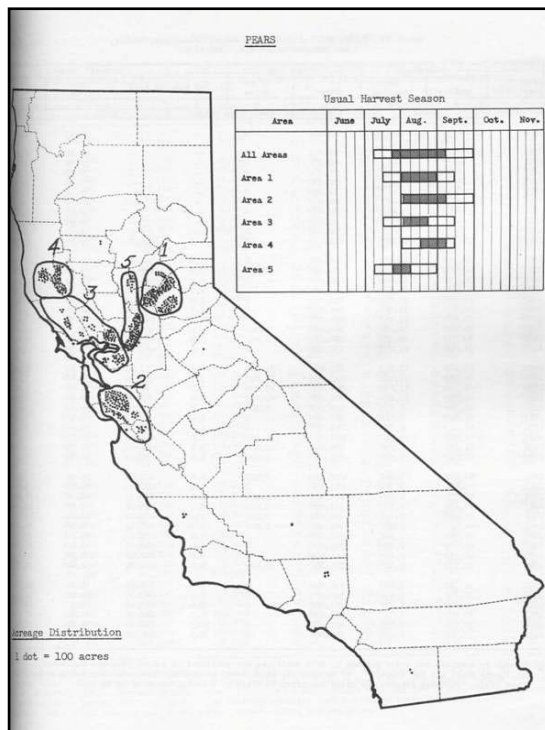 PEARS
Usual Harvest Season
Area June July Aug. Sept. Oct. Nov.
All Areas
Area 1
Area 2
Area 3
Area 4
Area 5
4
3
5
1
2
Acreage Distribution
1 dot = 100 acres